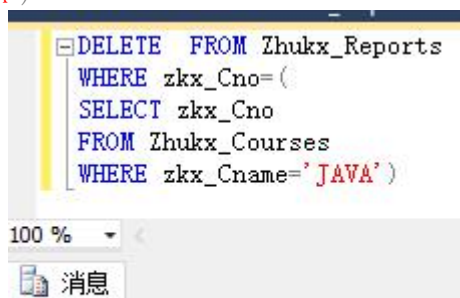 DELETE  FROM Zhukx_Reports
WHERE zkx_Cno=(
SELECT zkx_Cno
FROM Zhukx_Courses
WHERE zkx_Cname='JAVA')
100 %
消息